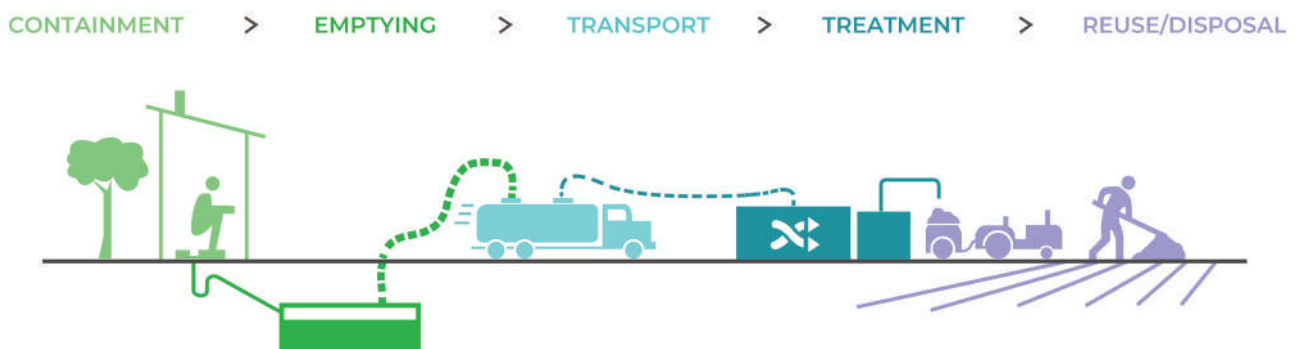 CONTAINMENT > EMPTYING > TRANSPORT > TREATMENT > REUSE/DISPOSAL